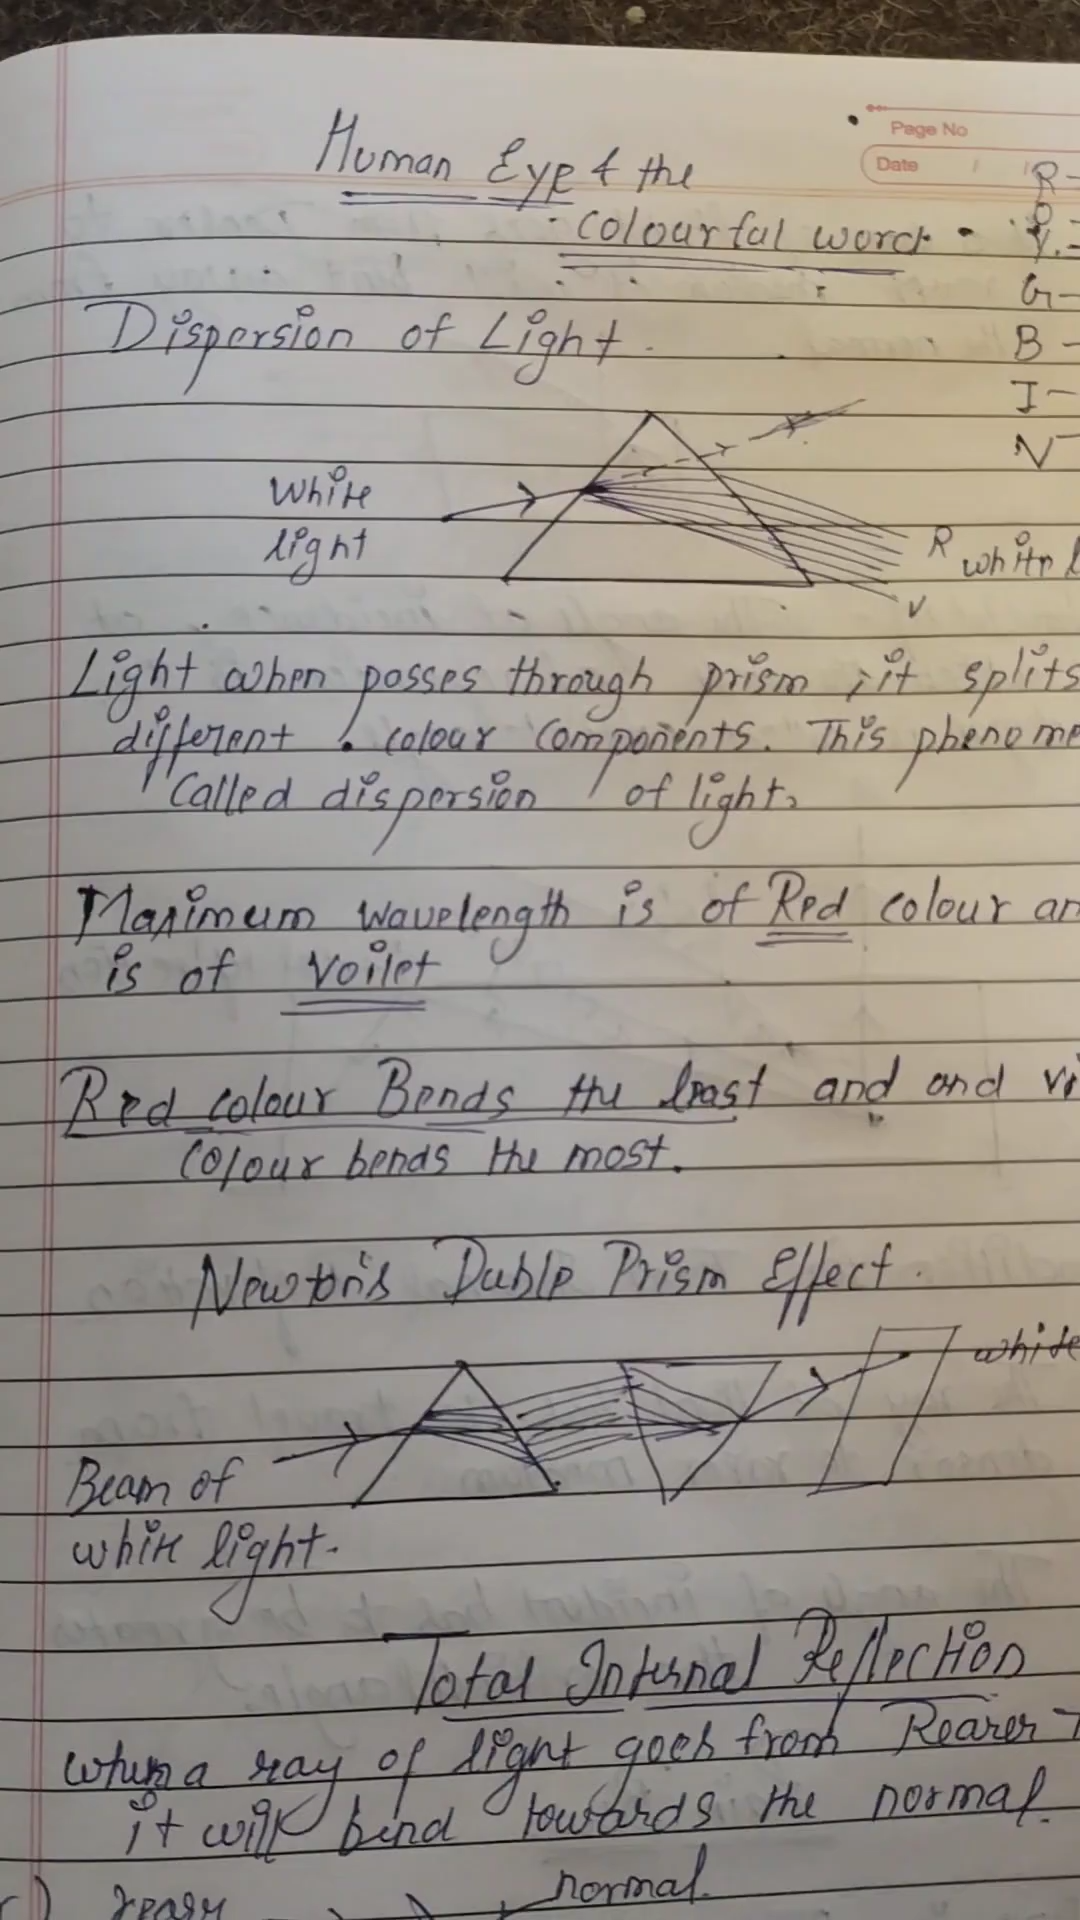 Page No
Date
Human Eye & the
colourful word
R-
O
Y.-
G-
B-
I-
V-
Dispersion of Light.
white
light
R
white
V
Light when posses through prism, it splits
different colour components. This phenome
Called dispersion of light.
Maximum wavelength is of Red colour an
is of Voilet
Red colour Bends the least and and vi
Colour bends the most.
Newton's Duble Prism Effect.
white
Beam of
white light.
Total Internal Reflection
when a ray of light goes from Rearer
it will bend towards the normal.
normal.